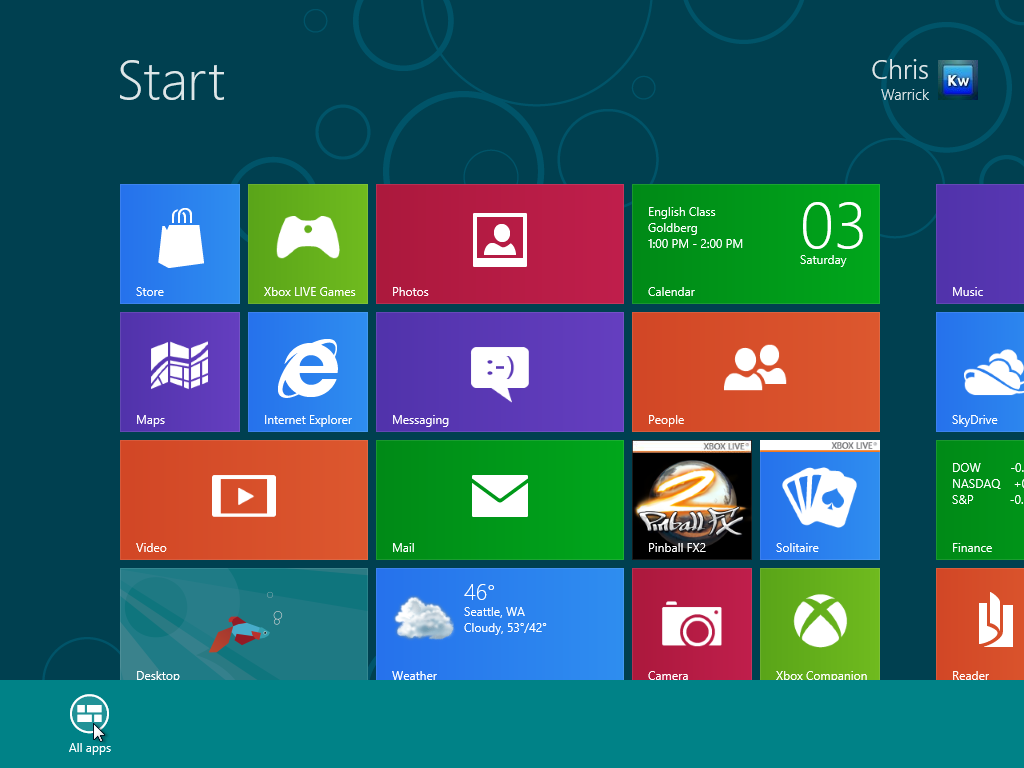 Start
Chris
Warrick
Kw
Store
Xbox LIVE Games
Photos
English Class
Goldberg
1:00 PM - 2:00 PM
03
Saturday
Calendar
Music
Maps
Internet Explorer
:-)
Messaging
People
SkyDrive
Video
Mail
XBOX LIVE®
2
Pinball FX
Pinball FX2
XBOX LIVE®
Solitaire
DOW -0.
NASDAQ +0
S&P -0.
Finance
Desktop
46°
Seattle, WA
Cloudy, 53°/42°
Weather
Camera
Xbox Companion
Reader
All apps